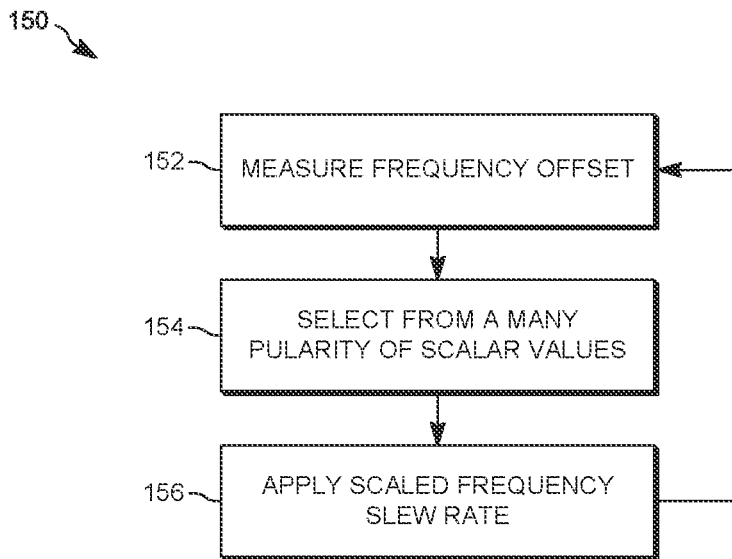 150
152
MEASURE FREQUENCY OFFSET
154
SELECT FROM A MANY
PULARITY OF SCALAR VALUES
156
APPLY SCALED FREQUENCY
SLEW RATE